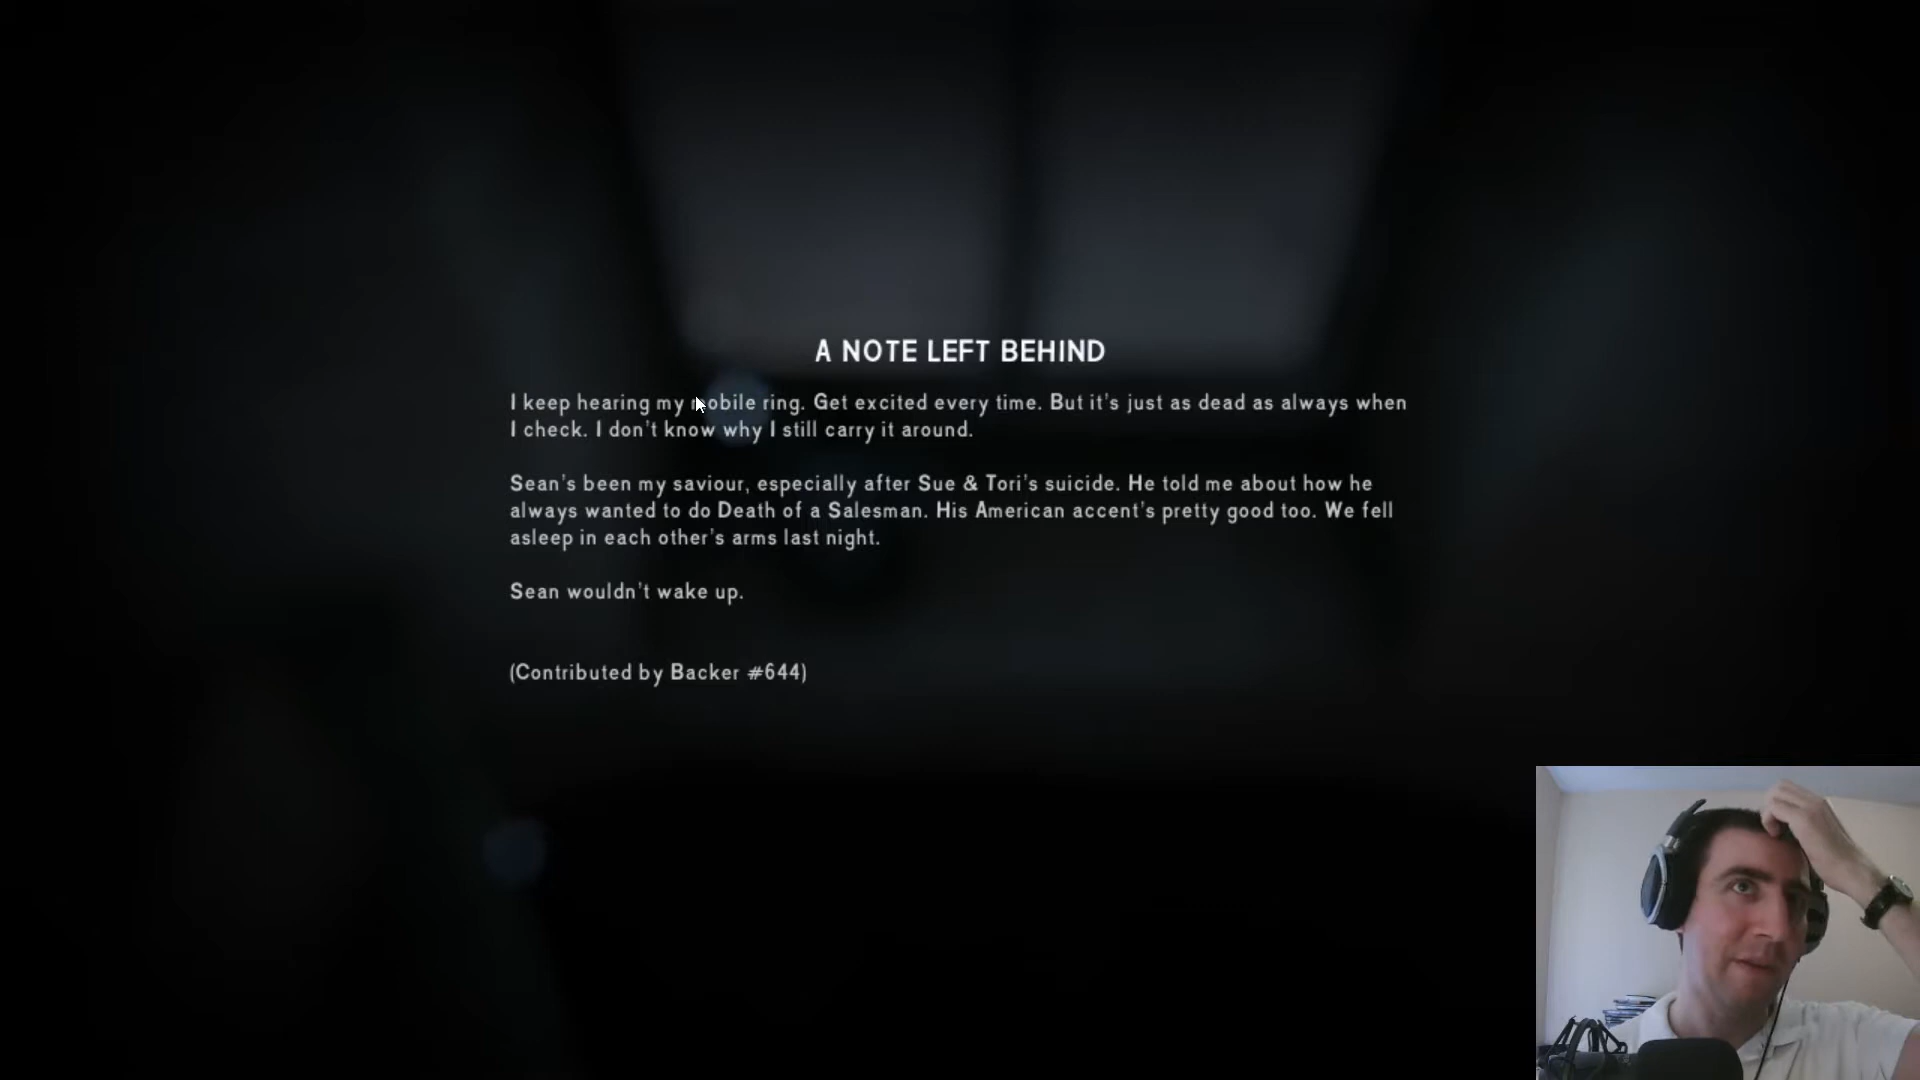 A NOTE LEFT BEHIND
I keep hearing my mobile ring. Get excited every time. But it's just as dead as always when
I check. I don't know why I still carry it around.
Sean's been my saviour, especially after Sue & Tori's suicide. He told me about how he
always wanted to do Death of a Salesman. His American accent's pretty good too. We fell
asleep in each other's arms last night.
Sean wouldn't wake up.
(Contributed by Backer #644)